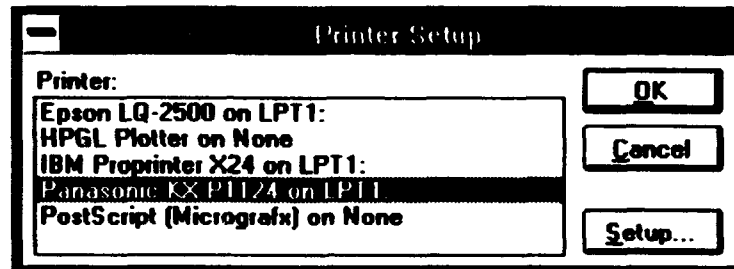 Printer Setup
Printer:
Epson LQ-2500 on LPT1:
HPGL Plotter on None
IBM Proprinter X24 on LPT1:
Panasonic KX P1124 on LPT1
PostScript (Micrografx) on None
OK
Cancel
Setup...